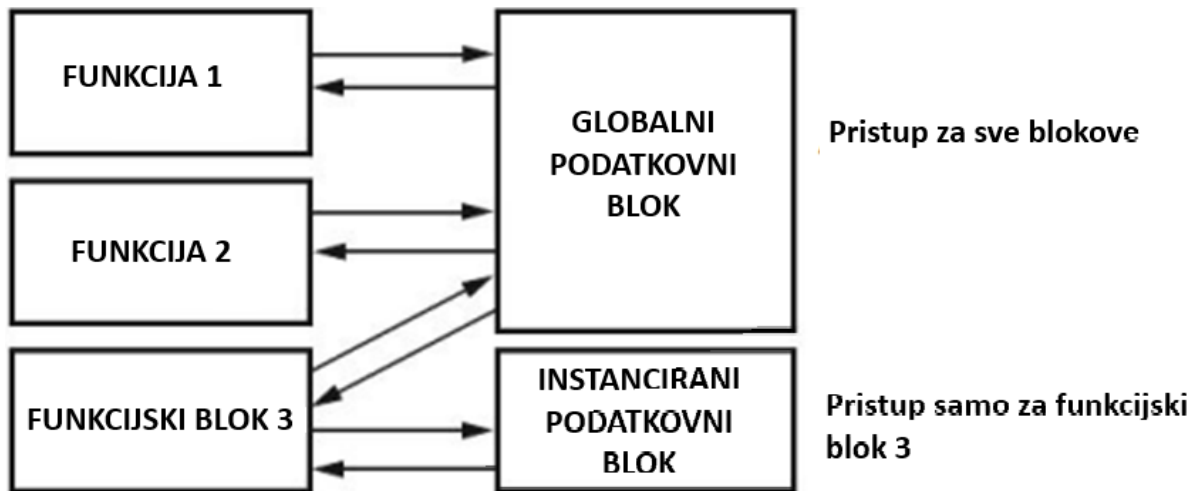 FUNKCIJA 1
GLOBALNI
PODATKOVNI
BLOK
Pristup za sve blokove
FUNKCIJA 2
FUNKCIJSKI BLOK 3
INSTANCIRANI
PODATKOVNI
BLOK
Pristup samo za funkcijski
blok 3